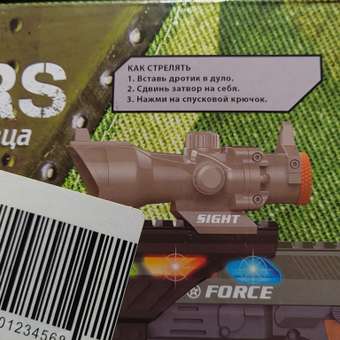 КАК СТРЕЛЯТЬ
1. Вставь дротик в дуло.
2. Сдвинь затвор на себя.
3. Нажми на спусковой крючок.
RS
ца
SIGHT
® FORCE
01234568